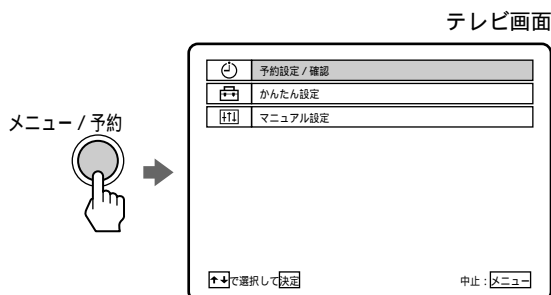 テレビ画面
メニュー / 予約
予約設定 / 確認
かんたん設定
マニュアル設定
↑↓で選択して決定
中止 : メニュー